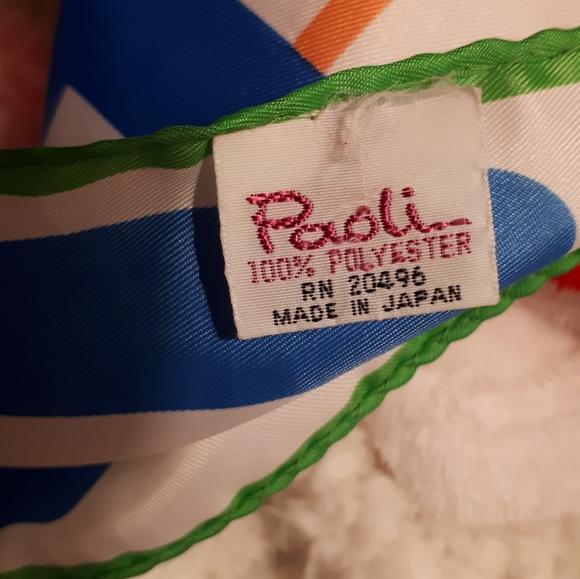 Paoli
100% POLYESTER
RN 20496
MADE IN JAPAN